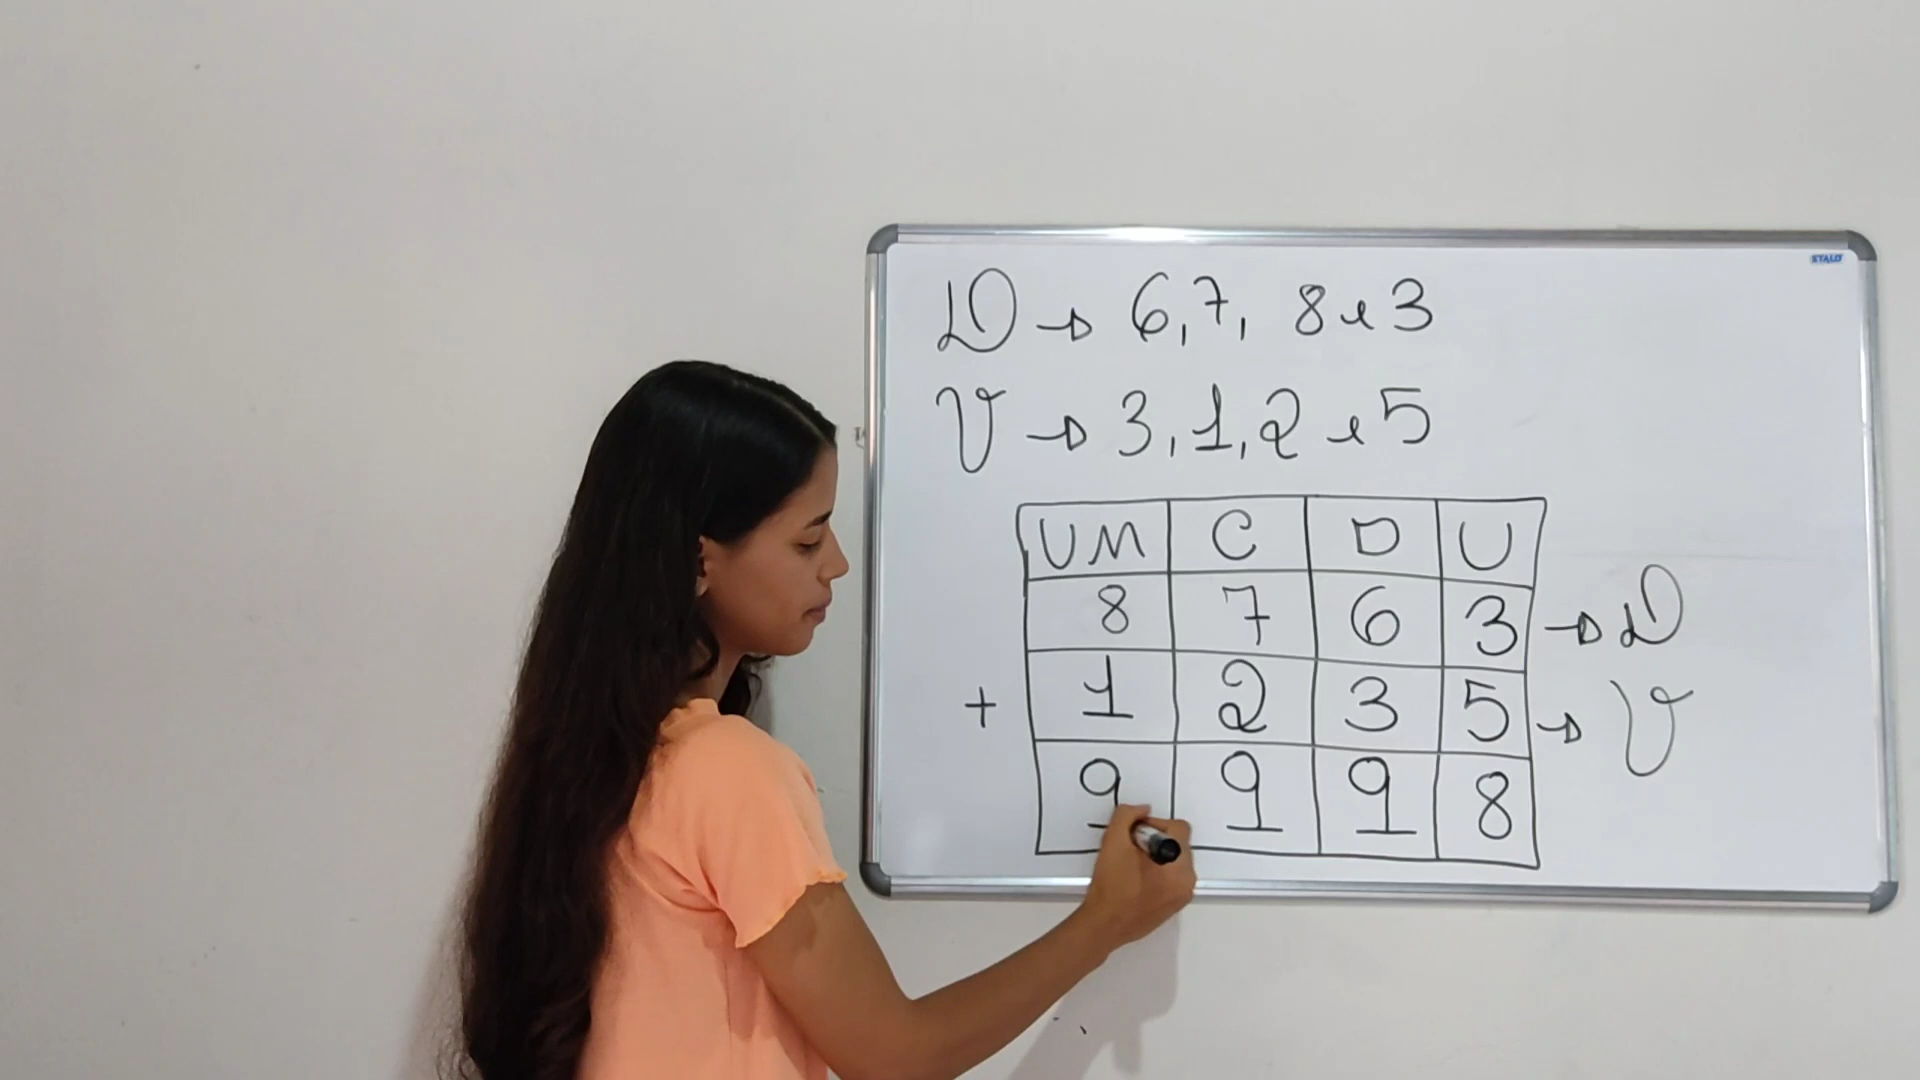 STALO
D → 6, 7, 8 e 3
V → 3, 1, 2 e 5
UM C D U
8 7 6 3 → D
+ 1 2 3 5 → V
9 9 9 8